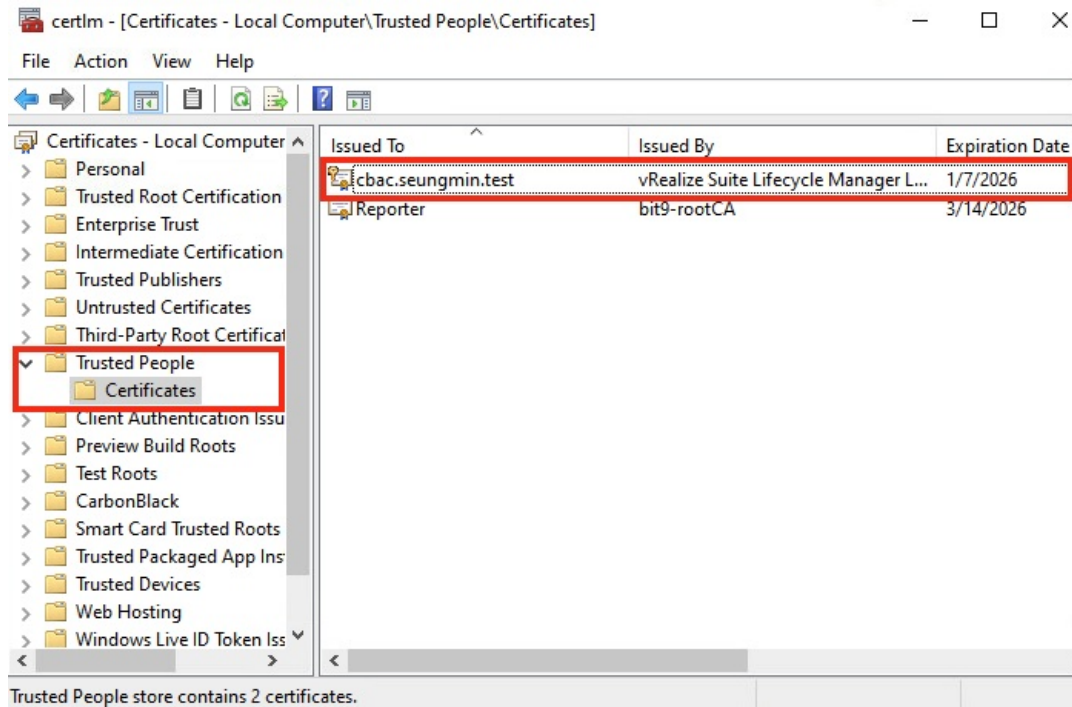 certlm - [Certificates - Local Computer\Trusted People\Certificates]
File Action View Help
Certificates - Local Computer
Personal
Trusted Root Certification
Enterprise Trust
Intermediate Certification
Trusted Publishers
Untrusted Certificates
Third-Party Root Certificat
Trusted People
Certificates
Client Authentication Issu
Preview Build Roots
Test Roots
CarbonBlack
Smart Card Trusted Roots
Trusted Packaged App Ins
Trusted Devices
Web Hosting
Windows Live ID Token Iss
Issued To Issued By Expiration Date
cbac.seungmin.test vRealize Suite Lifecycle Manager L... 1/7/2026
Reporter bit9-rootCA 3/14/2026
Trusted People store contains 2 certificates.